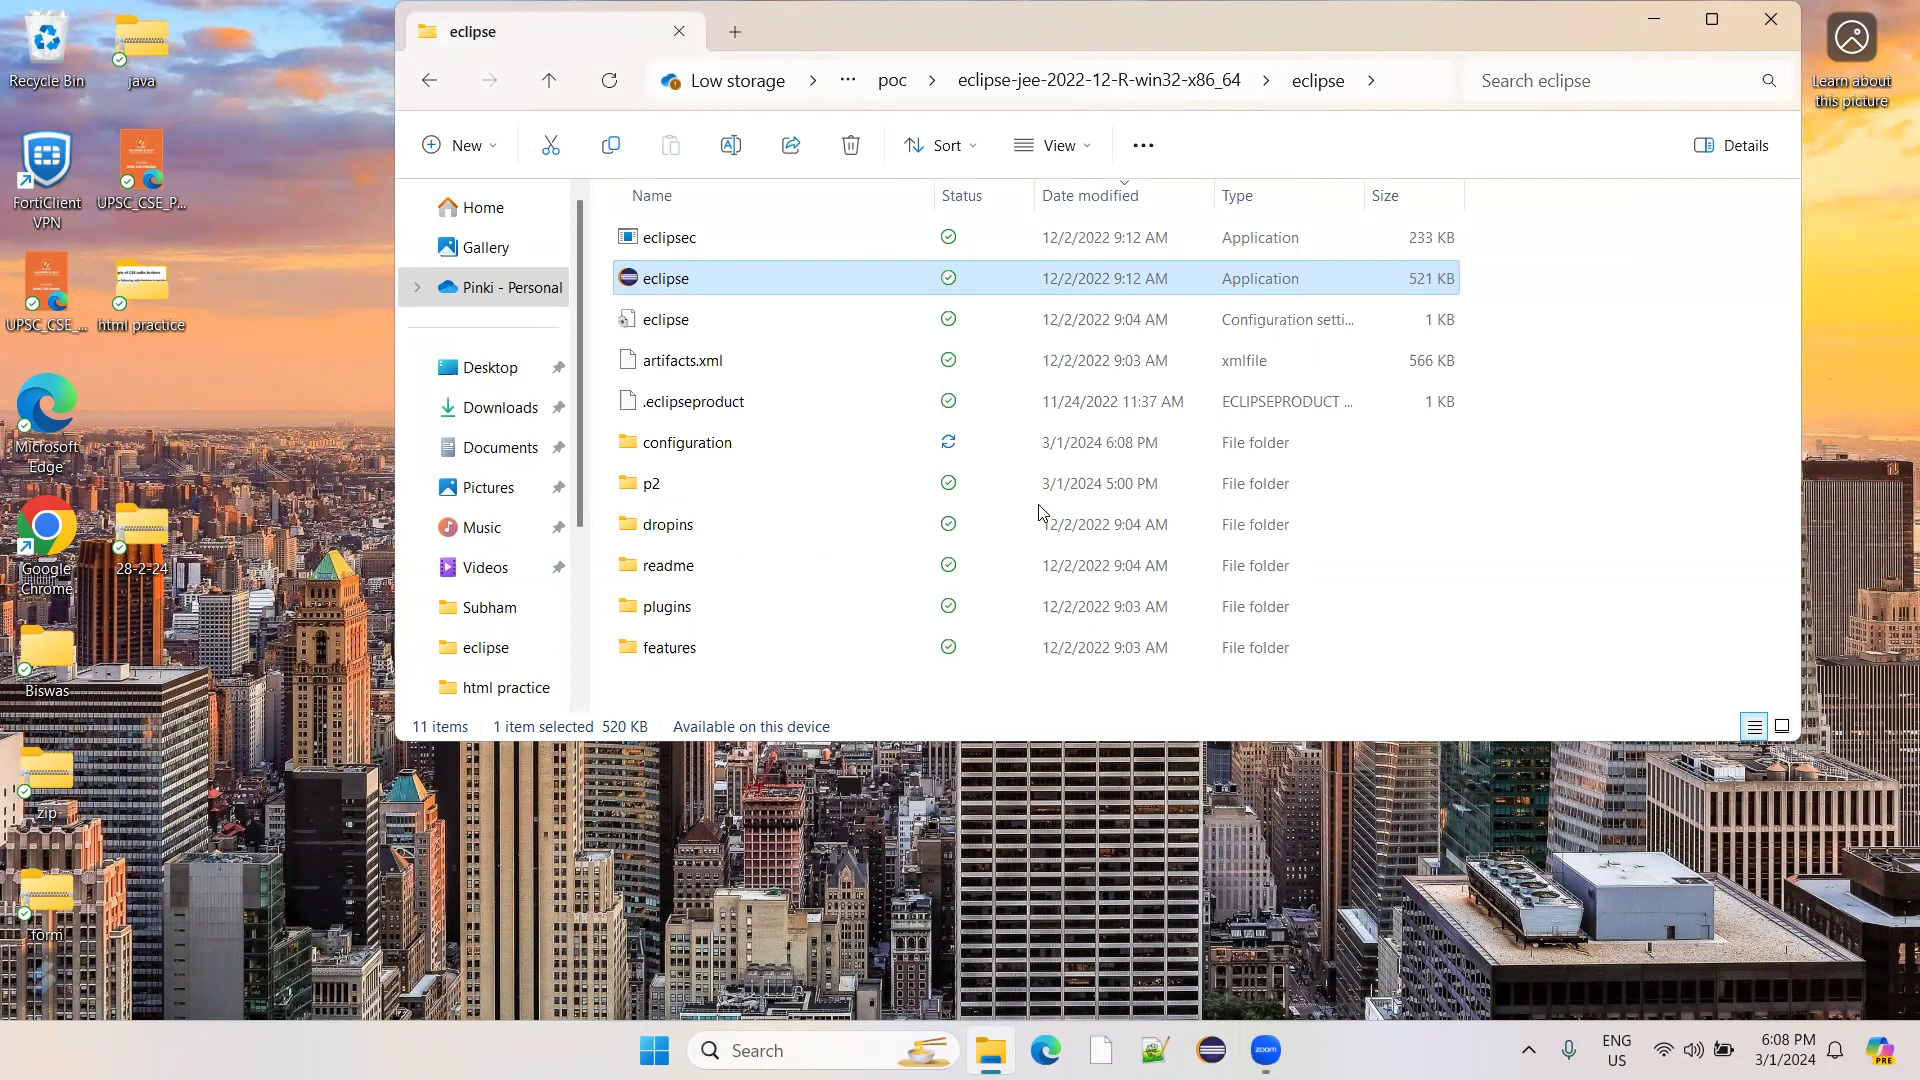 Recycle Bin
java
FortiClient
VPN
UPSC_CSE_P...
UPSC_CSE_...
html practice
Microsoft
Edge
Google
Chrome
28-2-24
Biswas
zip
form
eclipse
Low storage
poc
eclipse-jee-2022-12-R-win32-x86_64
eclipse
Search eclipse
New
Sort
View
Details
Home
Gallery
Pinki - Personal
Desktop
Downloads
Documents
Pictures
Music
Videos
Subham
eclipse
html practice
Name Status Date modified Type Size
eclipsec 12/2/2022 9:12 AM Application 233 KB
eclipse 12/2/2022 9:12 AM Application 521 KB
eclipse 12/2/2022 9:04 AM Configuration setti... 1 KB
artifacts.xml 12/2/2022 9:03 AM xmlfile 566 KB
.eclipseproduct 11/24/2022 11:37 AM ECLIPSEPRODUCT ... 1 KB
configuration 3/1/2024 6:08 PM File folder
p2 3/1/2024 5:00 PM File folder
dropins 12/2/2022 9:04 AM File folder
readme 12/2/2022 9:04 AM File folder
plugins 12/2/2022 9:03 AM File folder
features 12/2/2022 9:03 AM File folder
11 items 1 item selected 520 KB Available on this device
Learn about
this picture
Search
zoom
ENG
US
6:08 PM
3/1/2024
PRE